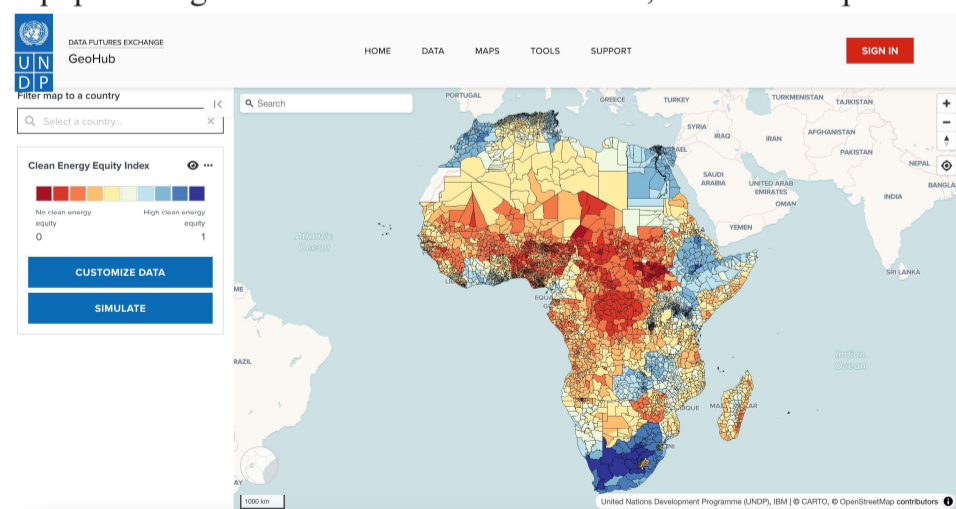 UN
DP
DATA FUTURES EXCHANGE
GeoHub
HOME DATA MAPS TOOLS SUPPORT
SIGN IN
Filter map to a country
Select a country...
Clean Energy Equity Index
No clean energy equity
High clean energy equity
0 1
CUSTOMIZE DATA
SIMULATE
Search
PORTUGAL
GREECE
TURKEY
TURKMENISTAN
TAJIKISTAN
SYRIA
IRAQ
IRAN
AFGHANISTAN
PAKISTAN
NEPAL
SAUDI
ARABIA
UNITED ARAB
EMIRATES
OMAN
INDIA
BANGLA
YEMEN
Atlantic
Ocean
SRI LANKA
Indian
Ocean
1000 km
United Nations Development Programme (UNDP), IBM | © CARTO, © OpenStreetMap contributors